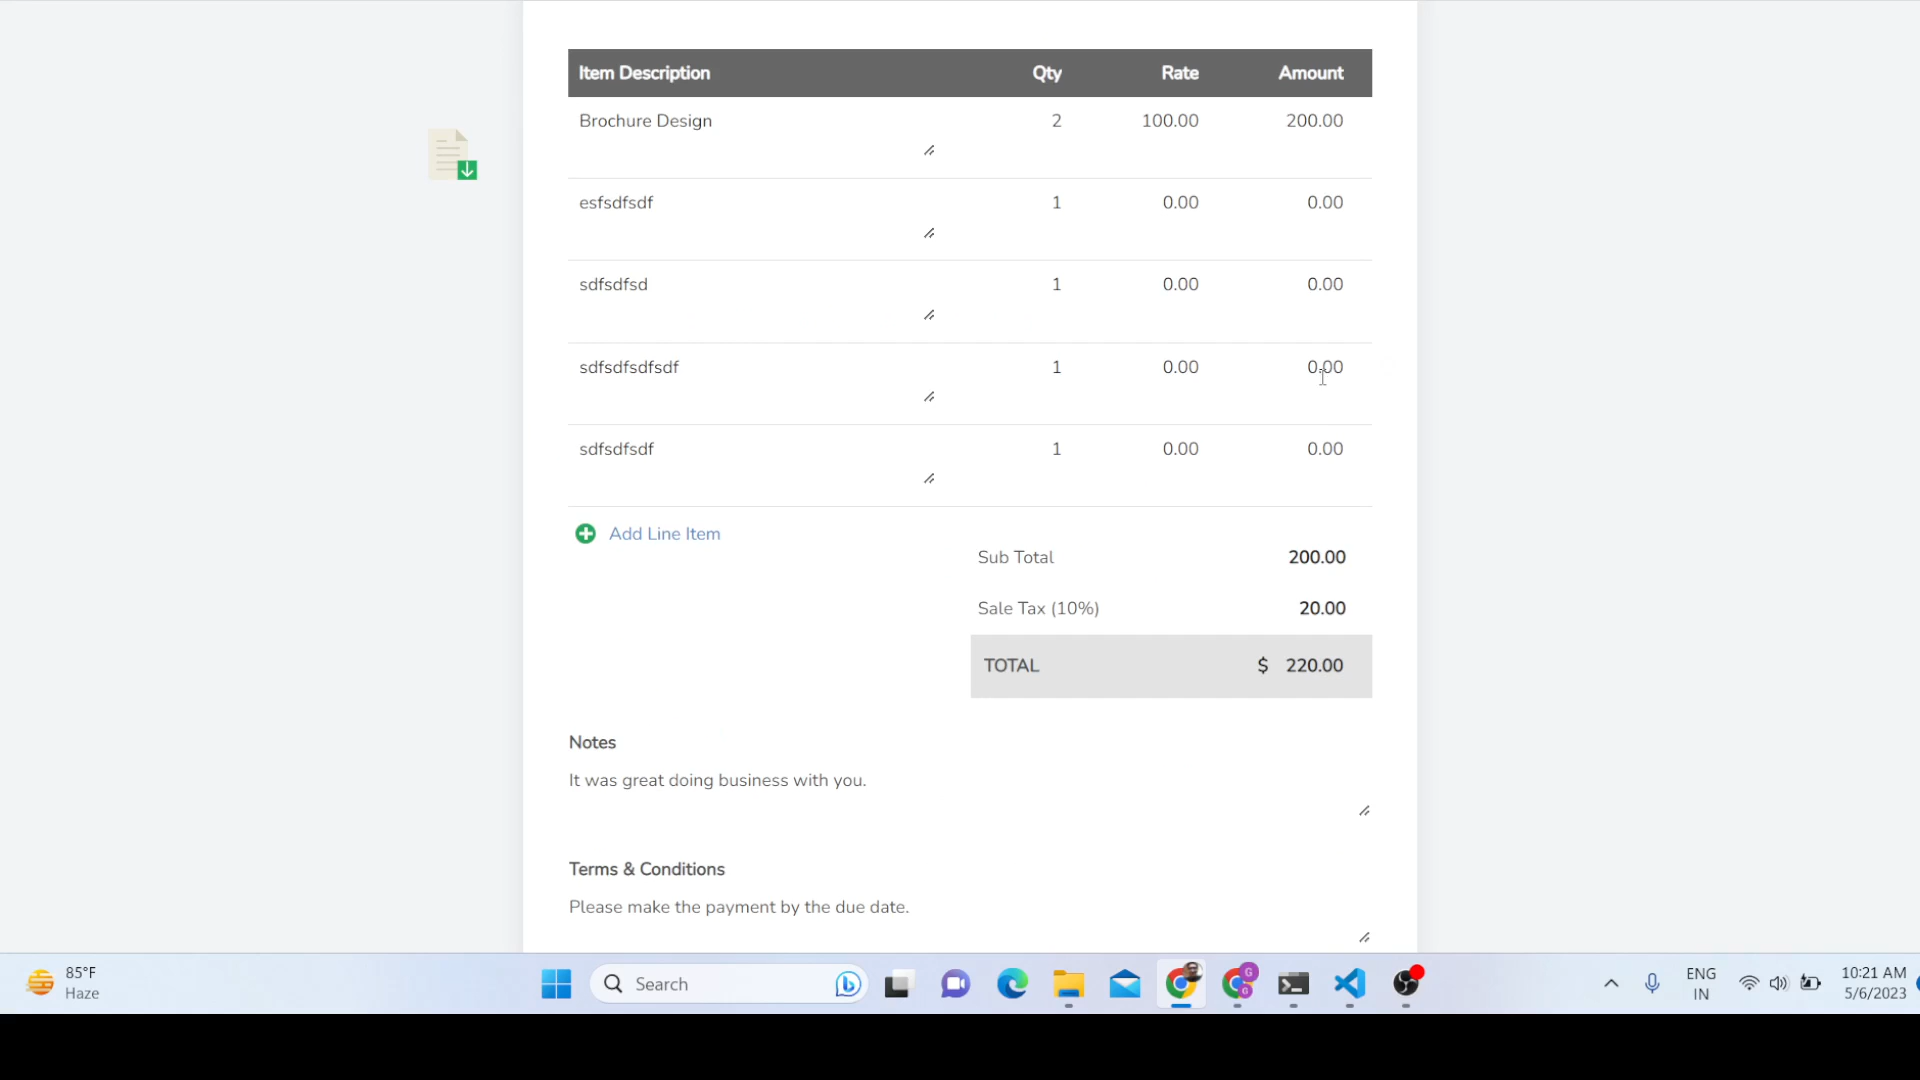 Item Description Qty Rate Amount
Brochure Design 2 100.00 200.00
esfsdfsdf 1 0.00 0.00
sdfsdfsd 1 0.00 0.00
sdfsdfsdfsdf 1 0.00 0.00
sdfsdfsdf 1 0.00 0.00
Add Line Item
Sub Total 200.00
Sale Tax (10%) 20.00
TOTAL $ 220.00
Notes
It was great doing business with you.
Terms & Conditions
Please make the payment by the due date.
85°F
Haze
Search
G
G
ENG
IN
10:21 AM
5/6/2023